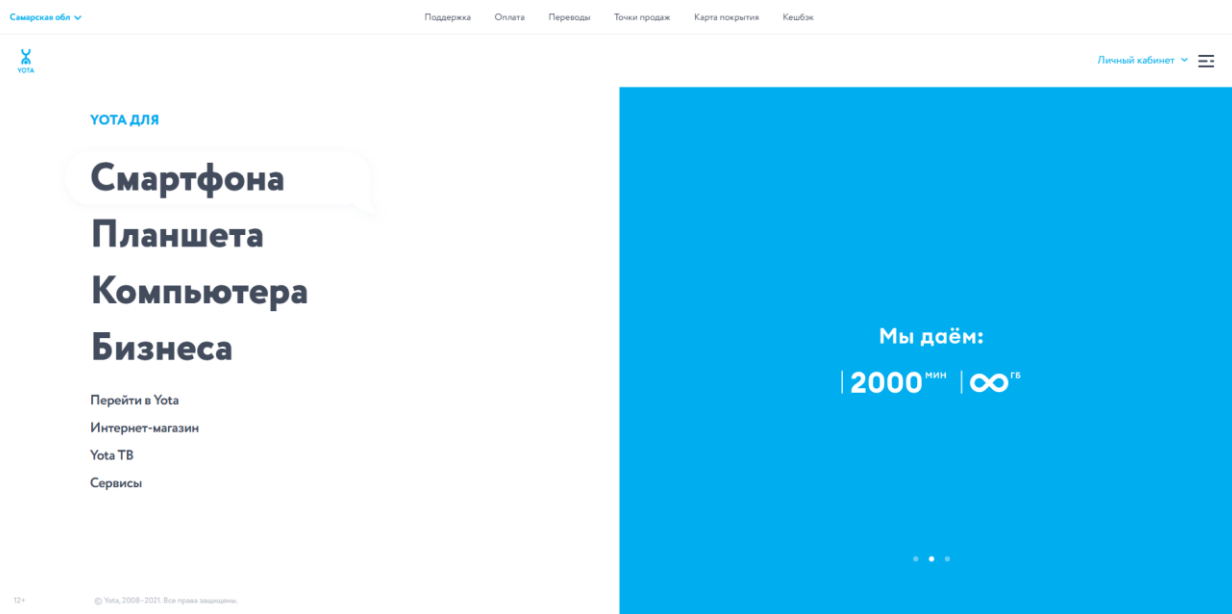 Самарская обл
Поддержка Оплата Переводы Точки продаж Карта покрытия Кешбэк
YOTA
Личный кабинет
YOTA ДЛЯ
Смартфона
Планшета
Компьютера
Бизнеса
Перейти в Yota
Интернет-магазин
Yota ТВ
Сервисы
Мы даём:
2000 МИН ∞ ГБ
12+
© Yota, 2008–2021. Все права защищены.